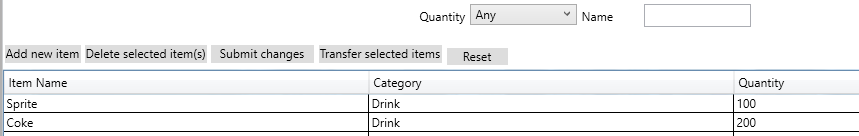 Quantity Any Name
Add new item Delete selected item(s) Submit changes Transfer selected items Reset
Item Name Category Quantity
Sprite Drink 100
Coke Drink 200